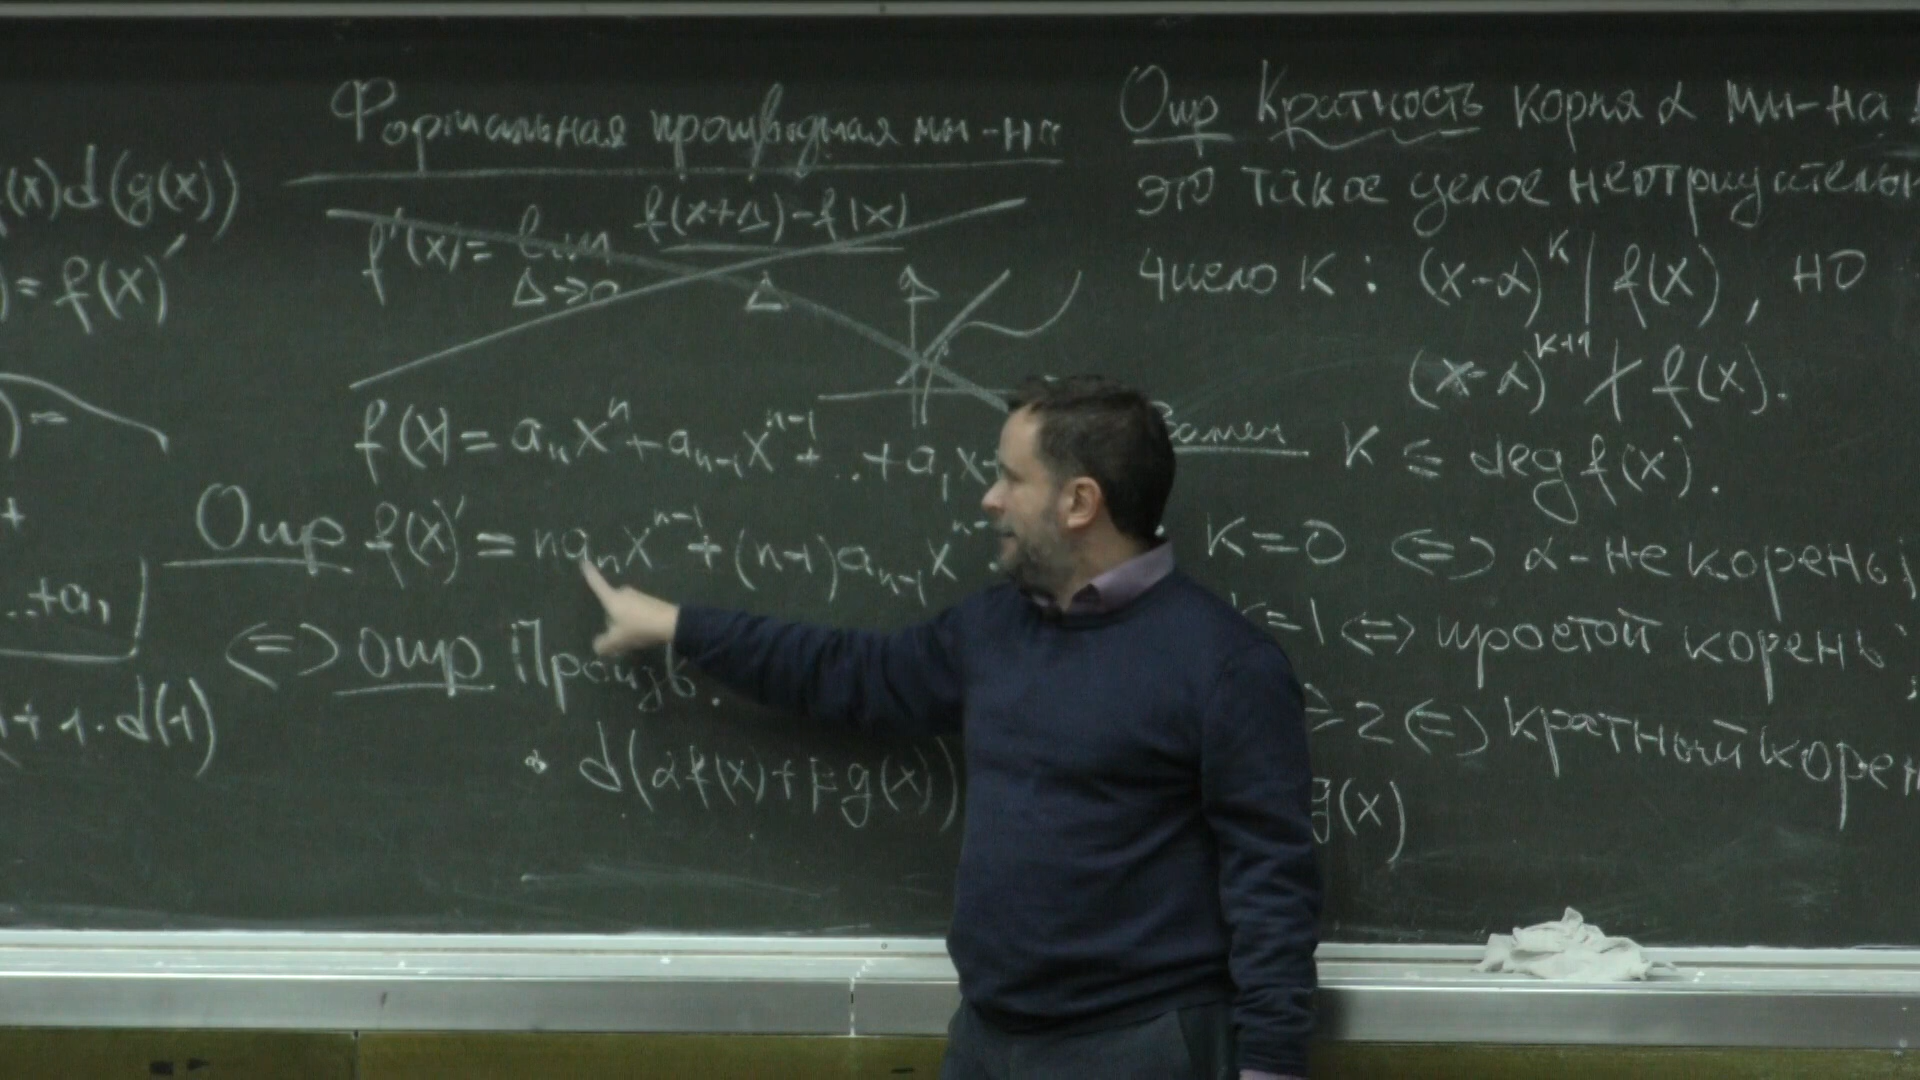 (x)d(g(x))
)=f(x)'
)=
+
..+a₁
+1·d(1)
Формальная производная мн-на
f'(x)= lim Δ→0 f(x+Δ)-f(x) / Δ
f(x)=aₙxⁿ+aₙ₋₁xⁿ⁻¹+..+a₁x+
Опр f(x)'=naₙxⁿ⁻¹+(n-1)aₙ₋₁x
<=> опр Произв.
· d(αf(x)+βg(x))
g(x)
Опр Кратность корня α мн-на
это такое целое неотрицательн
число K: (x-α)ᴷ | f(x), но
(x-α)ᴷ⁺¹ ∤ f(x).
Замеч K ≤ deg f(x).
K=0 <=> α-не корень;
K=1 <=> простой корень;
≥2 <=> кратный корен